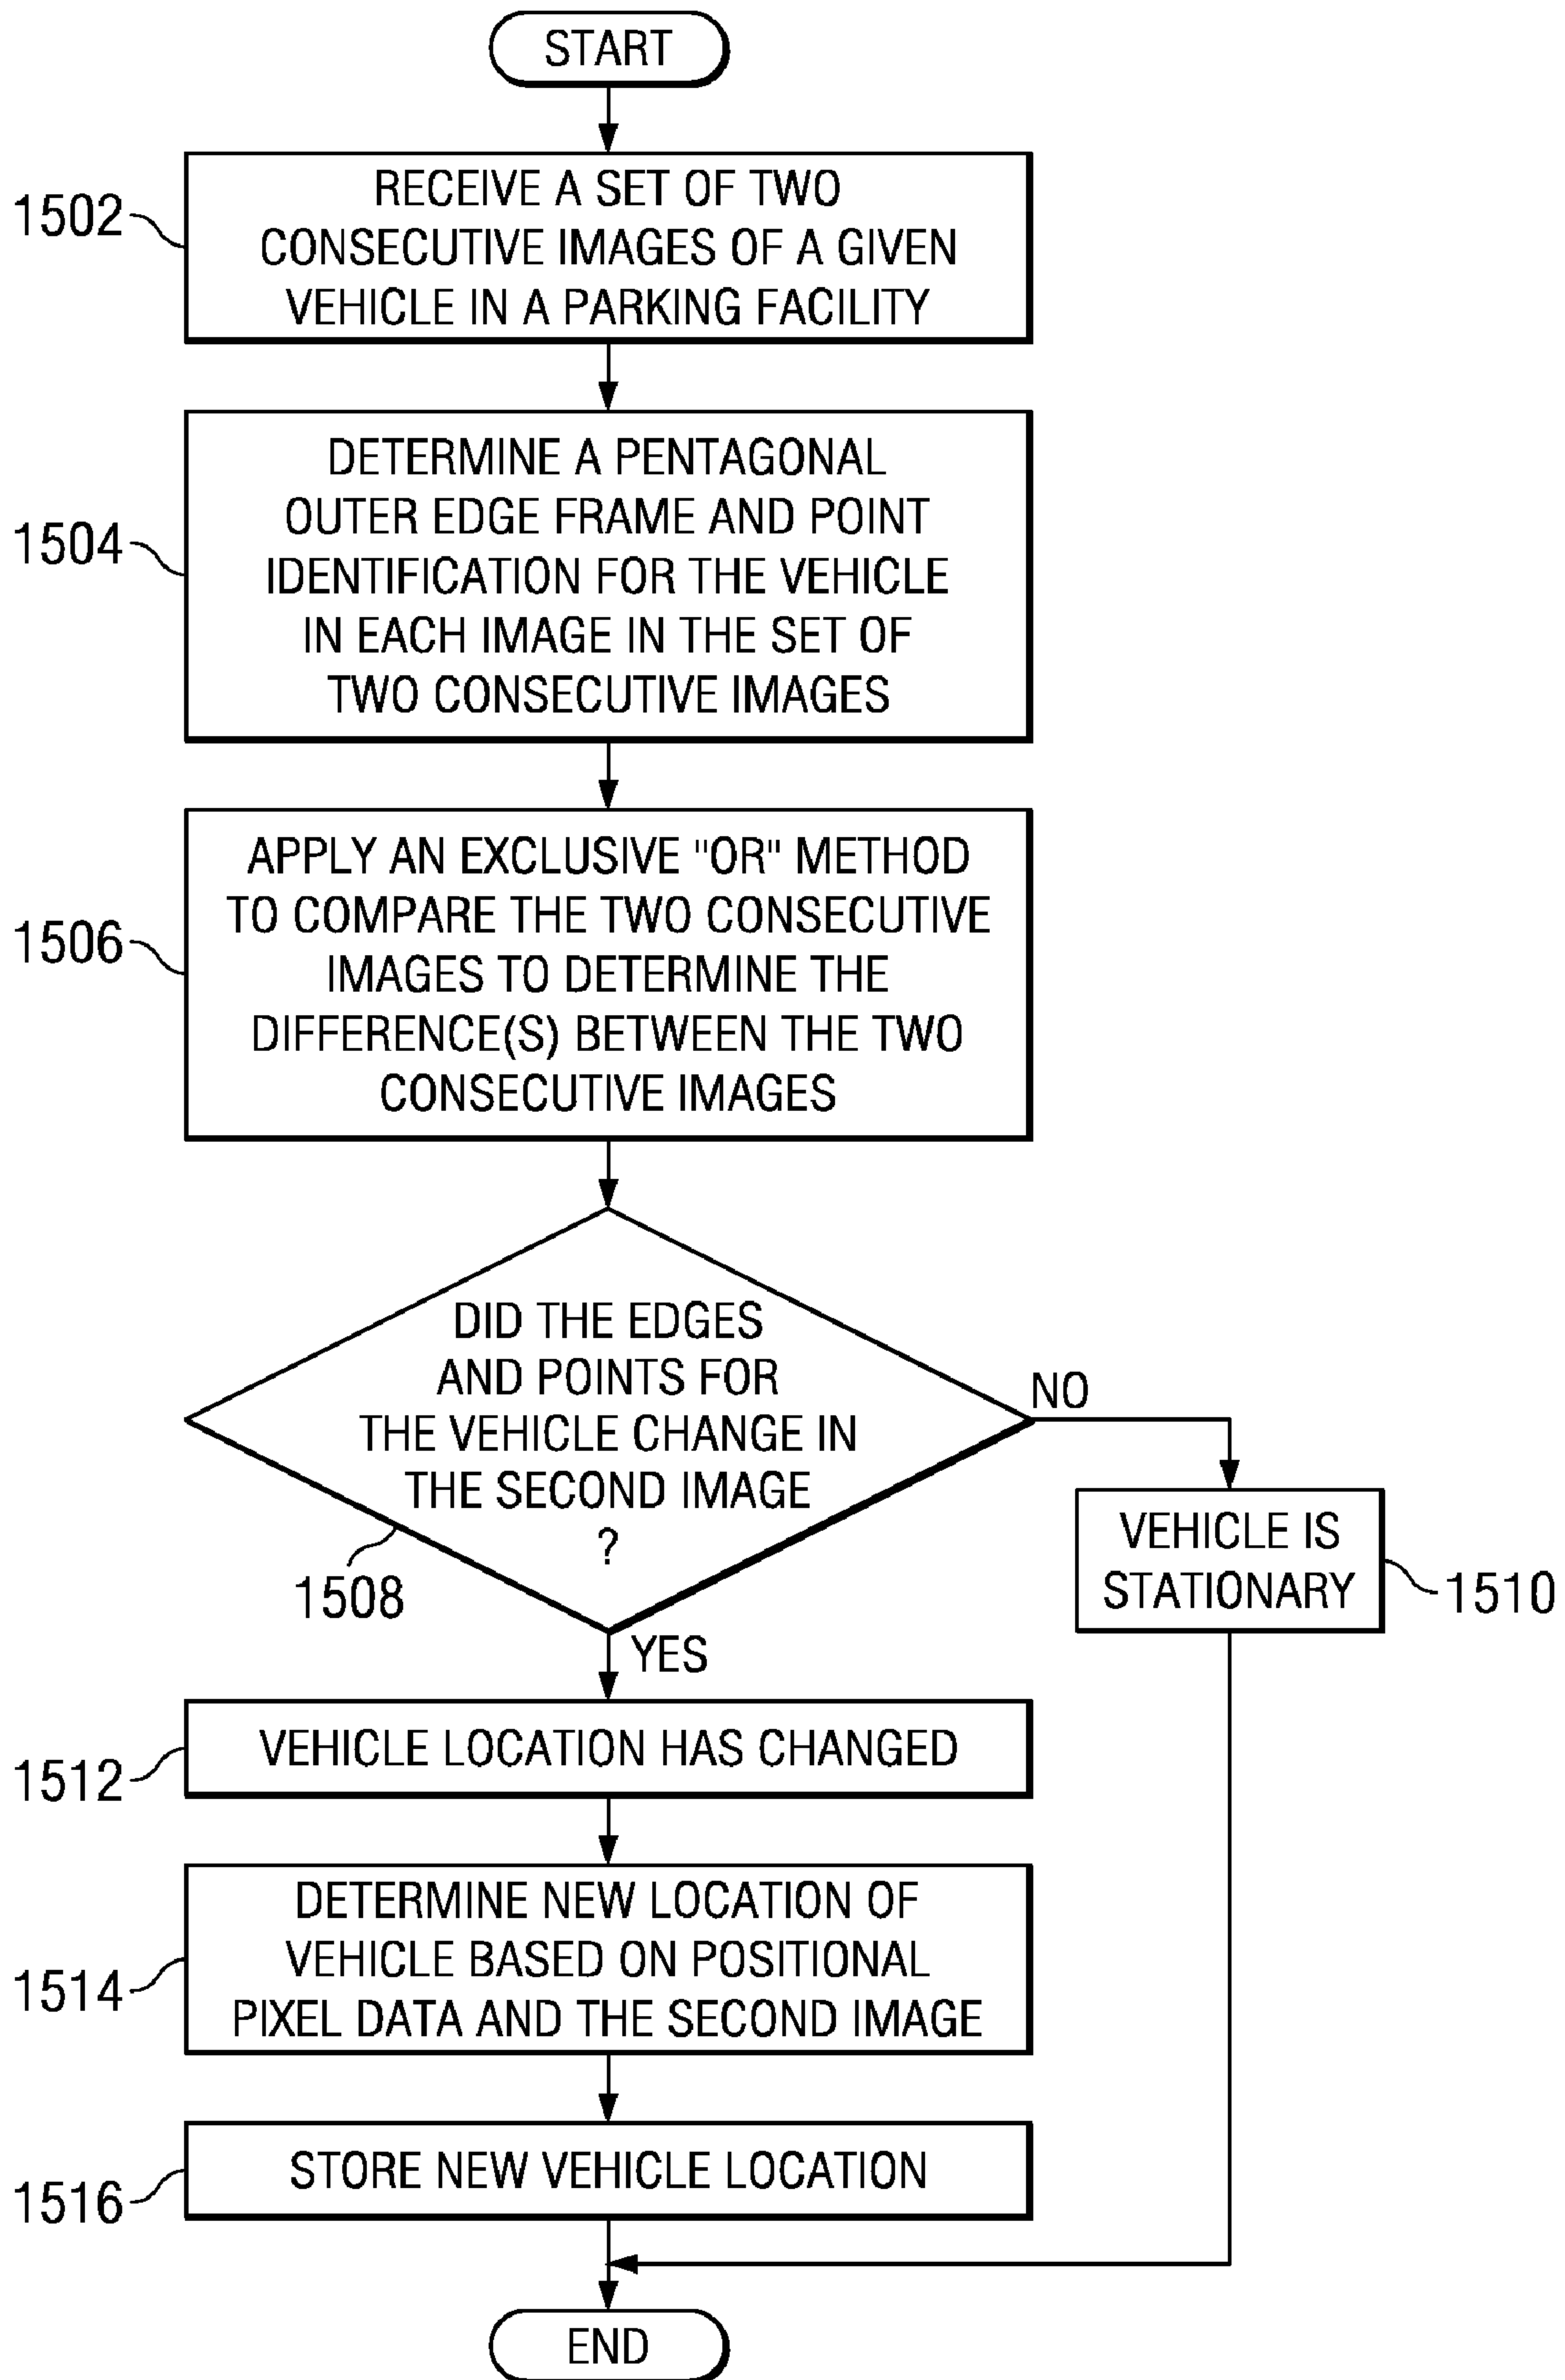 START
1502
RECEIVE A SET OF TWO
CONSECUTIVE IMAGES OF A GIVEN
VEHICLE IN A PARKING FACILITY
1504
DETERMINE A PENTAGONAL
OUTER EDGE FRAME AND POINT
IDENTIFICATION FOR THE VEHICLE
IN EACH IMAGE IN THE SET OF
TWO CONSECUTIVE IMAGES
1506
APPLY AN EXCLUSIVE "OR" METHOD
TO COMPARE THE TWO CONSECUTIVE
IMAGES TO DETERMINE THE
DIFFERENCE(S) BETWEEN THE TWO
CONSECUTIVE IMAGES
DID THE EDGES
AND POINTS FOR
THE VEHICLE CHANGE IN
THE SECOND IMAGE
?
1508
NO
VEHICLE IS
STATIONARY
1510
YES
1512
VEHICLE LOCATION HAS CHANGED
1514
DETERMINE NEW LOCATION OF
VEHICLE BASED ON POSITIONAL
PIXEL DATA AND THE SECOND IMAGE
1516
STORE NEW VEHICLE LOCATION
END